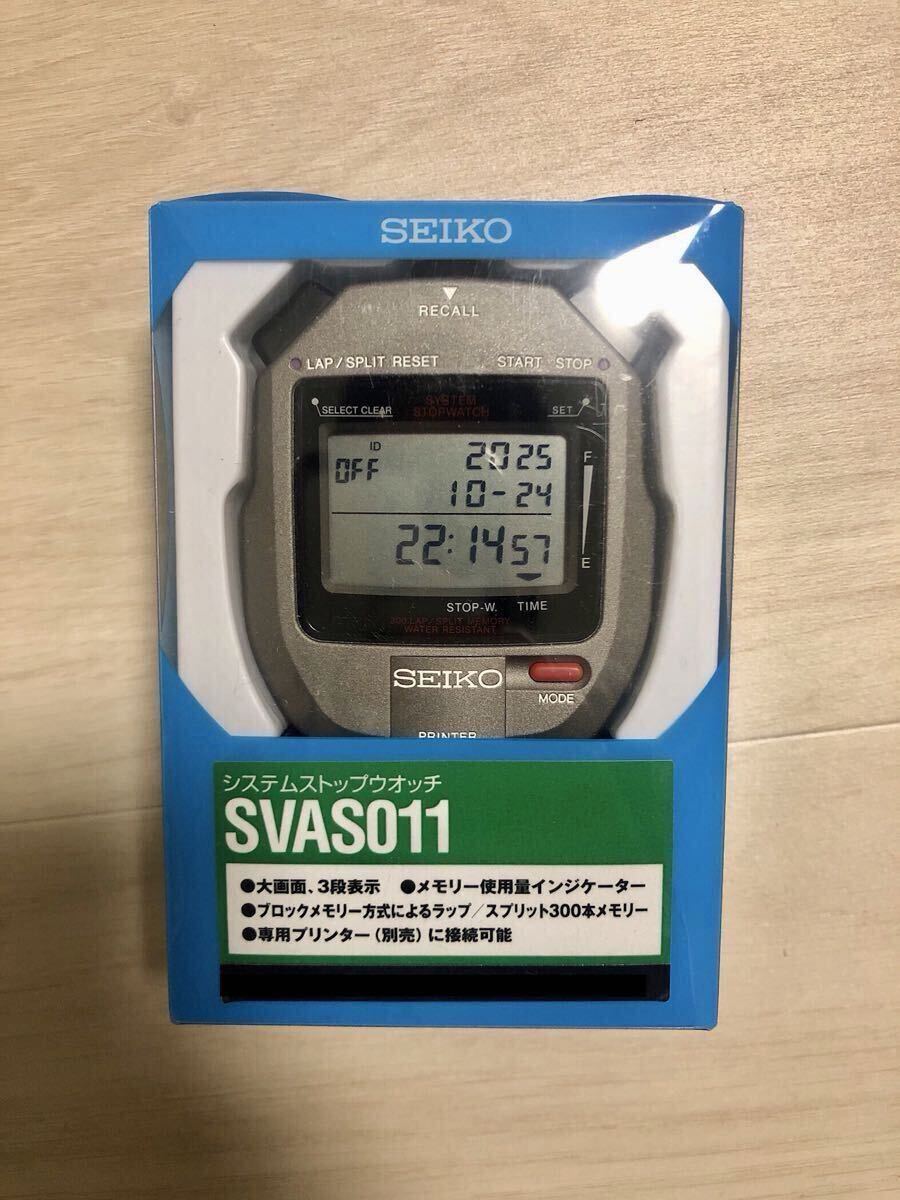 SEIKO
RECALL
LAP/SPLIT RESET START STOP
SYSTEM
STOPWATCH
SELECT CLEAR SET
ID
OFF 2025
10-24
22:14 57
F
E
STOP-W. TIME
300 LAP/SPLIT MEMORY
WATER RESISTANT
SEIKO
MODE
PRINTER
システムストップウオッチ
SVAS011
●大画面、3段表示 ●メモリー使用量インジケーター
●ブロックメモリー方式によるラップ/スプリット300本メモリー
●専用プリンター(別売)に接続可能